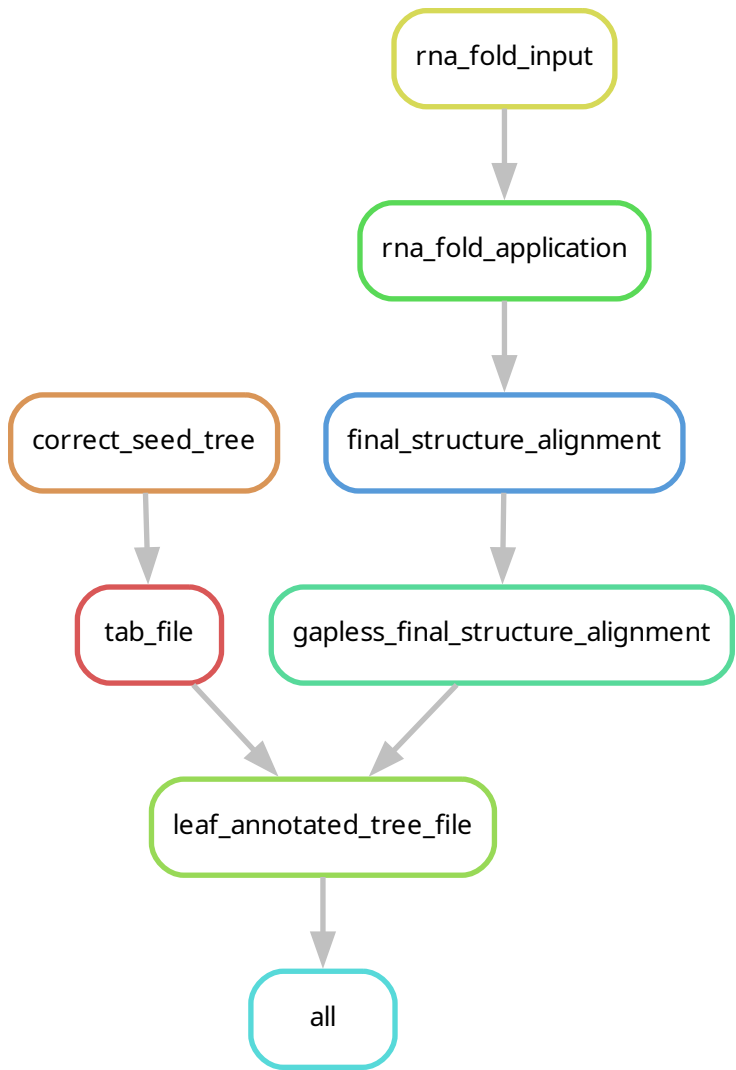 rna_fold_input
rna_fold_application
correct_seed_tree
final_structure_alignment
tab_file
gapless_final_structure_alignment
leaf_annotated_tree_file
all